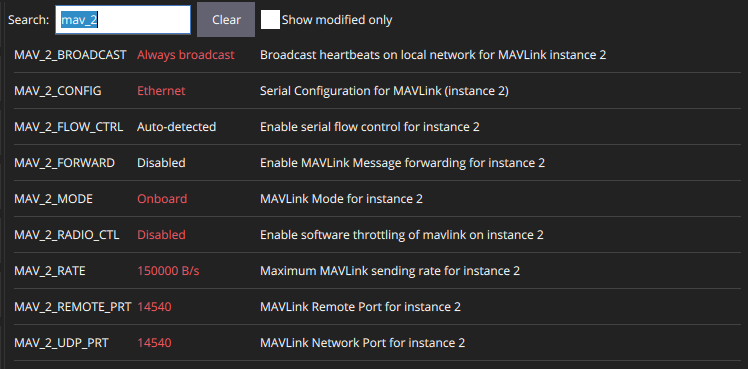 Search: mav_2 Clear Show modified only
MAV_2_BROADCAST Always broadcast Broadcast heartbeats on local network for MAVLink instance 2
MAV_2_CONFIG Ethernet Serial Configuration for MAVLink (instance 2)
MAV_2_FLOW_CTRL Auto-detected Enable serial flow control for instance 2
MAV_2_FORWARD Disabled Enable MAVLink Message forwarding for instance 2
MAV_2_MODE Onboard MAVLink Mode for instance 2
MAV_2_RADIO_CTL Disabled Enable software throttling of mavlink on instance 2
MAV_2_RATE 150000 B/s Maximum MAVLink sending rate for instance 2
MAV_2_REMOTE_PRT 14540 MAVLink Remote Port for instance 2
MAV_2_UDP_PRT 14540 MAVLink Network Port for instance 2